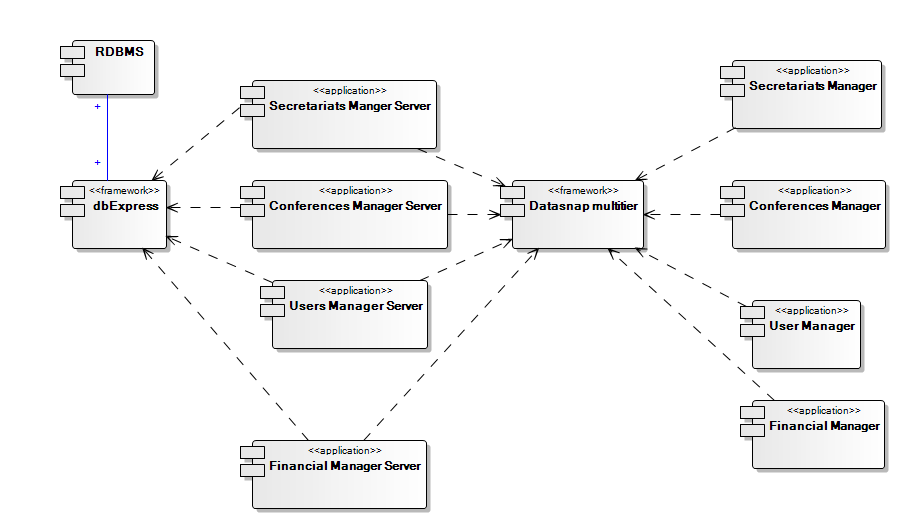 RDBMS
+
+
<<framework>>
dbExpress
<<application>>
Secretariats Manger Server
<<application>>
Conferences Manager Server
<<application>>
Users Manager Server
<<application>>
Financial Manager Server
<<framework>>
Datasnap multitier
<<application>>
Secretariats Manager
<<application>>
Conferences Manager
<<application>>
User Manager
<<application>>
Financial Manager